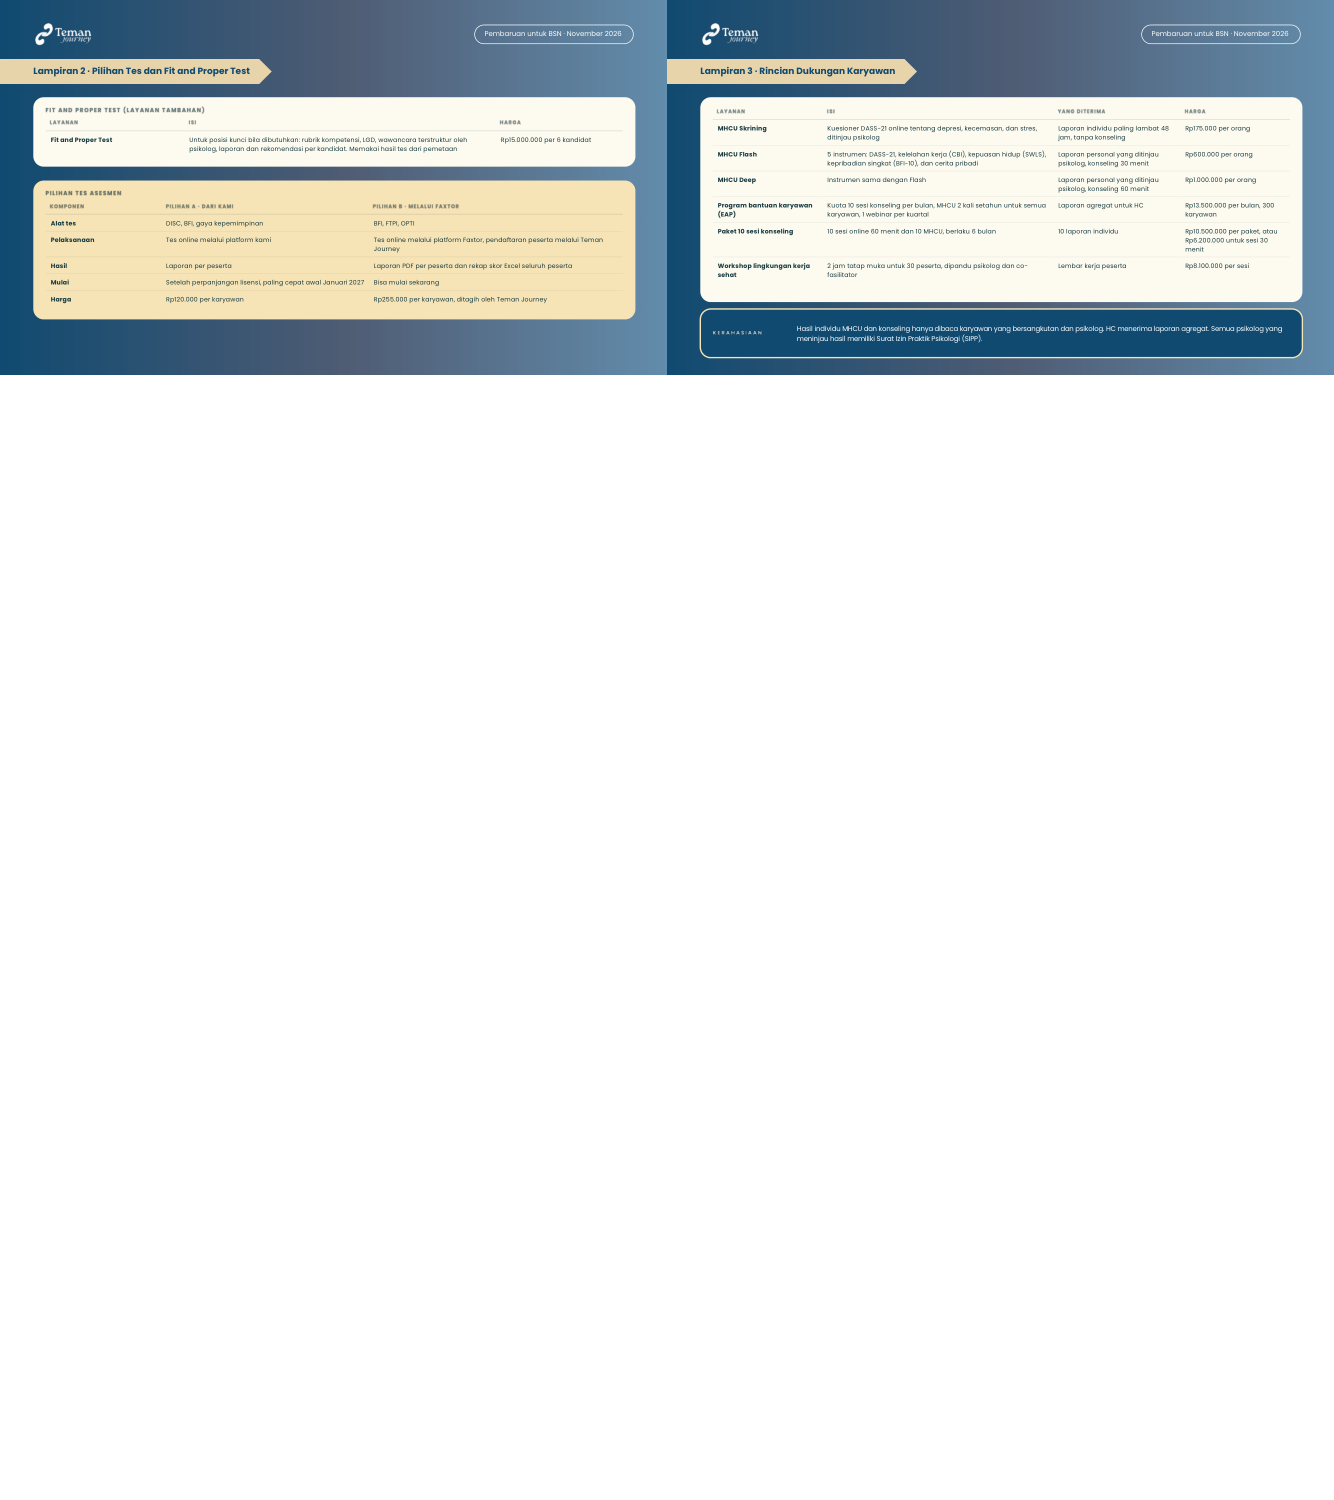 Teman
Journey
Pembaruan untuk BSN · November 2026
Lampiran 2 · Pilihan Tes dan Fit and Proper Test
FIT AND PROPER TEST (LAYANAN TAMBAHAN)
LAYANAN ISI HARGA
Fit and Proper Test Untuk posisi kunci bila dibutuhkan: rubrik kompetensi, LGD, wawancara terstruktur oleh Rp15.000.000 per 6 kandidat
psikolog, laporan dan rekomendasi per kandidat. Memakai hasil tes dari pemetaan
PILIHAN TES ASESMEN
KOMPONEN PILIHAN A · DARI KAMI PILIHAN B · MELALUI FAXTOR
Alat tes DISC, BFI, gaya kepemimpinan BFI, FTPI, OPTI
Pelaksanaan Tes online melalui platform kami Tes online melalui platform Faxtor, pendaftaran peserta melalui Teman
Journey
Hasil Laporan per peserta Laporan PDF per peserta dan rekap skor Excel seluruh peserta
Mulai Setelah perpanjangan lisensi, paling cepat awal Januari 2027 Bisa mulai sekarang
Harga Rp120.000 per karyawan Rp255.000 per karyawan, ditagih oleh Teman Journey
Teman
Journey
Pembaruan untuk BSN · November 2026
Lampiran 3 · Rincian Dukungan Karyawan
LAYANAN ISI YANG DITERIMA HARGA
MHCU Skrining Kuesioner DASS-21 online tentang depresi, kecemasan, dan stres, Laporan individu paling lambat 48 Rp175.000 per orang
ditinjau psikolog jam, tanpa konseling
MHCU Flash 5 instrumen: DASS-21, kelelahan kerja (CBI), kepuasan hidup (SWLS), Laporan personal yang ditinjau Rp600.000 per orang
kepribadian singkat (BFI-10), dan cerita pribadi psikolog, konseling 30 menit
MHCU Deep Instrumen sama dengan Flash Laporan personal yang ditinjau Rp1.000.000 per orang
psikolog, konseling 60 menit
Program bantuan karyawan Kuota 10 sesi konseling per bulan, MHCU 2 kali setahun untuk semua Laporan agregat untuk HC Rp13.500.000 per bulan, 300
(EAP) karyawan, 1 webinar per kuartal karyawan
Paket 10 sesi konseling 10 sesi online 60 menit dan 10 MHCU, berlaku 6 bulan 10 laporan individu Rp10.500.000 per paket, atau
Rp6.200.000 untuk sesi 30
menit
Workshop lingkungan kerja 2 jam tatap muka untuk 30 peserta, dipandu psikolog dan co- Lembar kerja peserta Rp8.100.000 per sesi
sehat fasilitator
KERAHASIAAN Hasil individu MHCU dan konseling hanya dibaca karyawan yang bersangkutan dan psikolog. HC menerima laporan agregat. Semua psikolog yang
meninjau hasil memiliki Surat Izin Praktik Psikologi (SIPP).